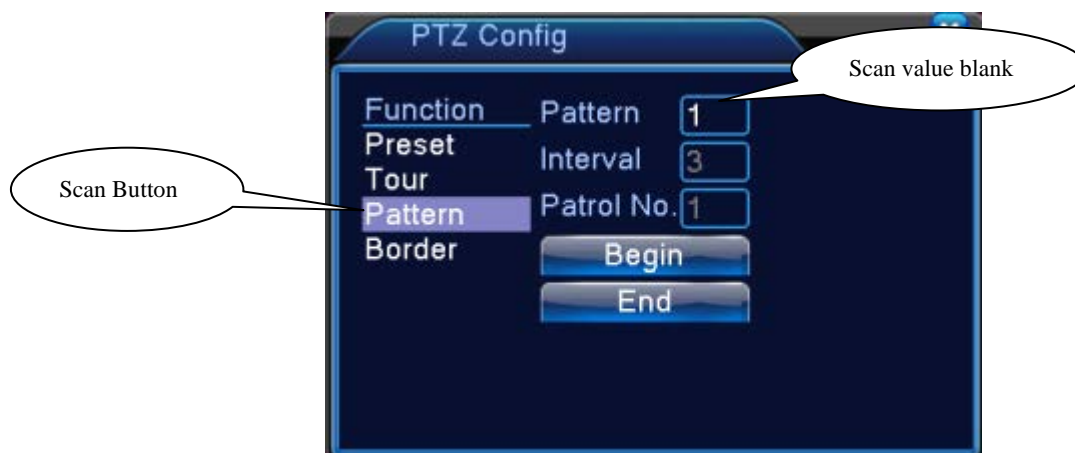 PTZ Config
Scan value blank
Function
Pattern 1
Preset
Interval 3
Tour
Scan Button
Pattern
Patrol No. 1
Border
Begin
End